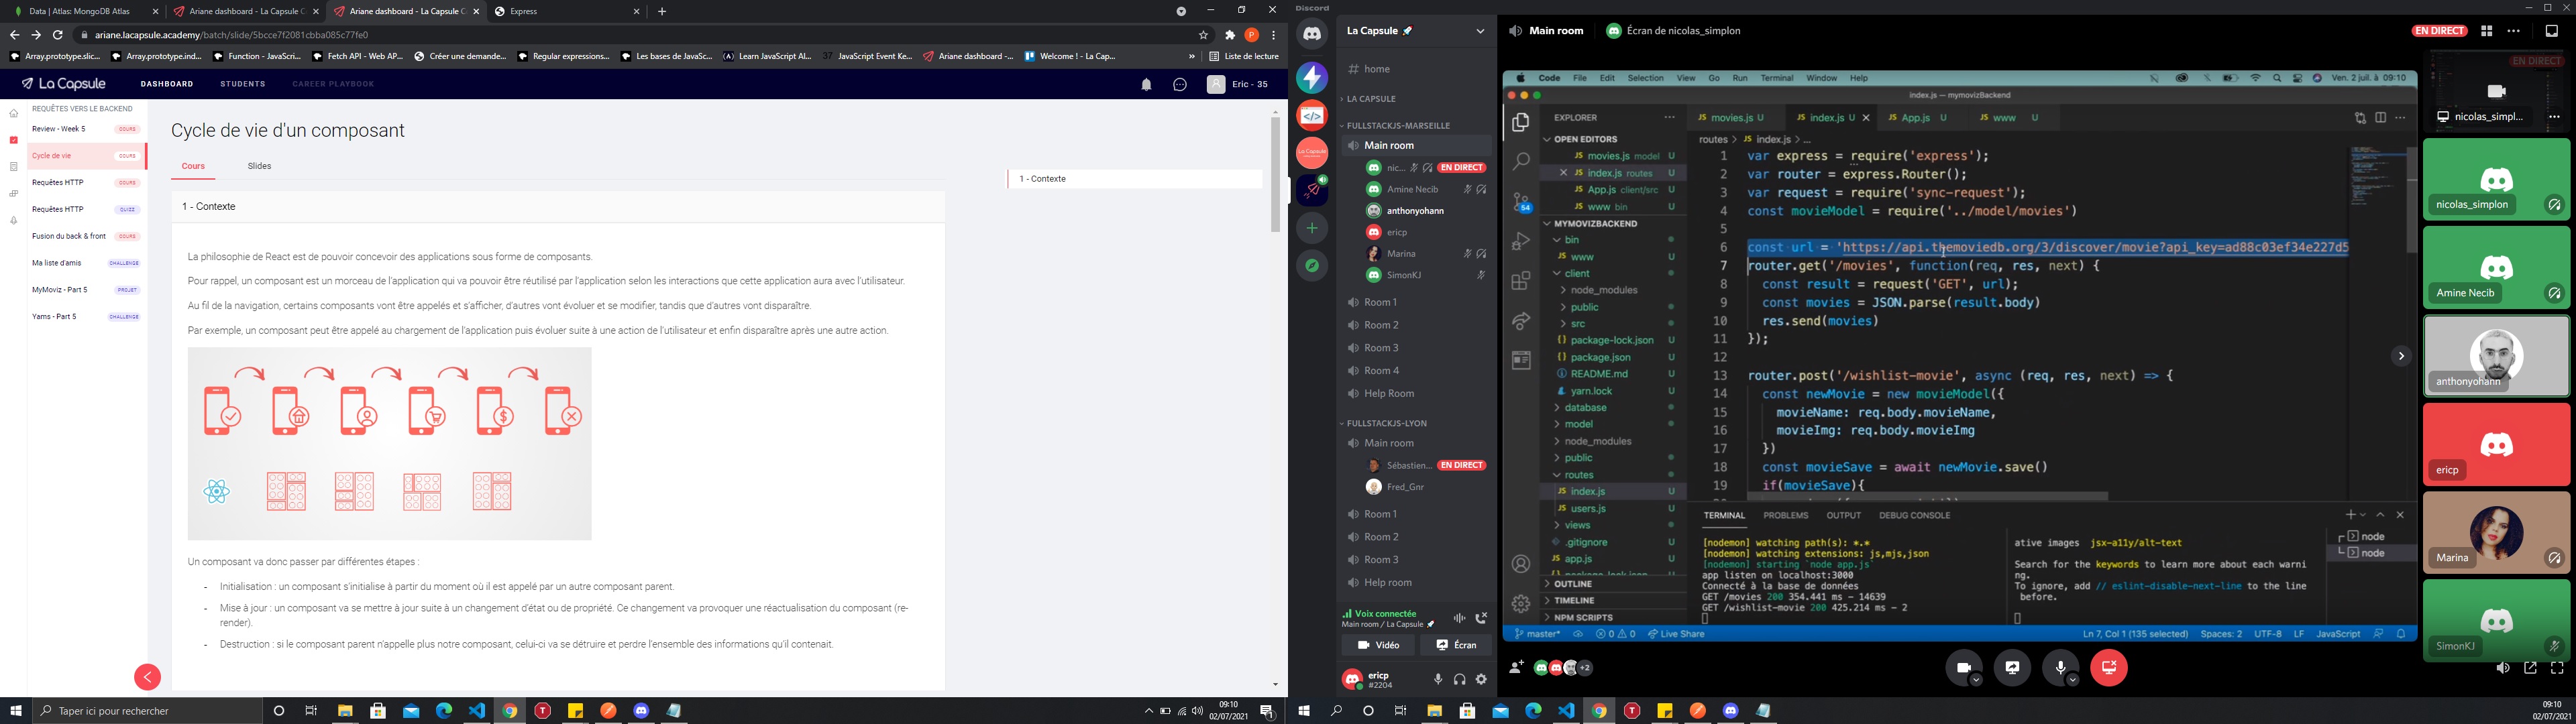 Data | Atlas: MongoDB Atlas
Ariane dashboard - La Capsule C
Ariane dashboard - La Capsule C
Express
ariane.lacapsule.academy/batch/slide/5bcce7f2081cbba085c77fe0
Array.prototype.slic...
Array.prototype.ind...
Function - JavaScri...
Fetch API - Web AP...
Créer une demande...
Regular expressions...
Les bases de JavaSc...
Learn JavaScript Al...
JavaScript Event Ke...
Ariane dashboard -...
Welcome ! - La Cap...
Liste de lecture
La Capsule
DASHBOARD
STUDENTS
CAREER PLAYBOOK
Eric - 35
REQUÊTES VERS LE BACKEND
Review - Week 5 COURS
Cycle de vie COURS
Requêtes HTTP COURS
Requêtes HTTP QUIZZ
Fusion du back & front COURS
Ma liste d'amis CHALLENGE
MyMoviz - Part 5 PROJET
Yams - Part 5 CHALLENGE
Cycle de vie d'un composant
Cours
Slides
1 - Contexte
1 - Contexte
La philosophie de React est de pouvoir concevoir des applications sous forme de composants.
Pour rappel, un composant est un morceau de l'application qui va pouvoir être réutilisé par l'application selon les interactions que cette application aura avec l'utilisateur.
Au fil de la navigation, certains composants vont être appelés et s'afficher, d'autres vont évoluer et se modifier, tandis que d'autres vont disparaître.
Par exemple, un composant peut être appelé au chargement de l'application puis évoluer suite à une action de l'utilisateur et enfin disparaître après une autre action.
Un composant va donc passer par différentes étapes :
- Initialisation : un composant s'initialise à partir du moment où il est appelé par un autre composant parent.
- Mise à jour : un composant va se mettre à jour suite à un changement d'état ou de propriété. Ce changement va provoquer une réactualisation du composant (re-
render).
- Destruction : si le composant parent n'appelle plus notre composant, celui-ci va se détruire et perdre l'ensemble des informations qu'il contenait.
Taper ici pour rechercher
09:10
02/07/2021
Discord
La Capsule
home
LA CAPSULE
FULLSTACKJS-MARSEILLE
Main room
nic... EN DIRECT
Amine Necib
anthonyohann
ericp
Marina
SimonKJ
Room 1
Room 2
Room 3
Room 4
Help Room
FULLSTACKJS-LYON
Main room
Sébastien... EN DIRECT
Fred_Gnr
Room 1
Room 2
Room 3
Help room
Voix connectée
Main room / La Capsule
Vidéo
Écran
ericp
#2204
Main room
Écran de nicolas_simplon
EN DIRECT
Code File Edit Selection View Go Run Terminal Window Help
Ven. 2 juil. à 09:10
index.js — mymovizBackend
EXPLORER
OPEN EDITORS
JS movies.js model U
JS index.js routes U
JS App.js client/src U
JS www bin U
MYMOVIZBACKEND
bin
JS www U
client
node_modules
public
src
package-lock.json U
package.json U
README.md U
yarn.lock U
database
model
node_modules
public
routes
JS index.js U
JS users.js U
views
.gitignore U
JS app.js U
OUTLINE
TIMELINE
NPM SCRIPTS
JS movies.js U
JS index.js U
JS App.js U
JS www U
routes > JS index.js > ...
1 var express = require('express');
2 var router = express.Router();
3 var request = require('sync-request');
4 const movieModel = require('../model/movies')
5
6 const url = 'https://api.themoviedb.org/3/discover/movie?api_key=ad88c03ef34e227d5
7 router.get('/movies', function(req, res, next) {
8 const result = request('GET', url);
9 const movies = JSON.parse(result.body)
10 res.send(movies)
11 });
12
13 router.post('/wishlist-movie', async (req, res, next) => {
14 const newMovie = new movieModel({
15 movieName: req.body.movieName,
16 movieImg: req.body.movieImg
17 })
18 const movieSave = await newMovie.save()
19 if(movieSave){
TERMINAL PROBLEMS OUTPUT DEBUG CONSOLE
[nodemon] watching path(s): *.*
[nodemon] watching extensions: js,mjs,json
[nodemon] starting `node app.js`
app listen on localhost:3000
Connecté à la base de données
GET /movies 200 354.441 ms - 14639
GET /wishlist-movie 200 425.214 ms - 2
ative images jsx-a11y/alt-text
Search for the keywords to learn more about each warni
ng.
To ignore, add // eslint-disable-next-line to the line
before.
node
node
master*
0 0
Live Share
Ln 7, Col 1 (135 selected)
Spaces: 2
UTF-8
LF
JavaScript
EN DIRECT
nicolas_simpl...
nicolas_simplon
Amine Necib
anthonyohann
ericp
Marina
SimonKJ
+2
09:10
02/07/2021